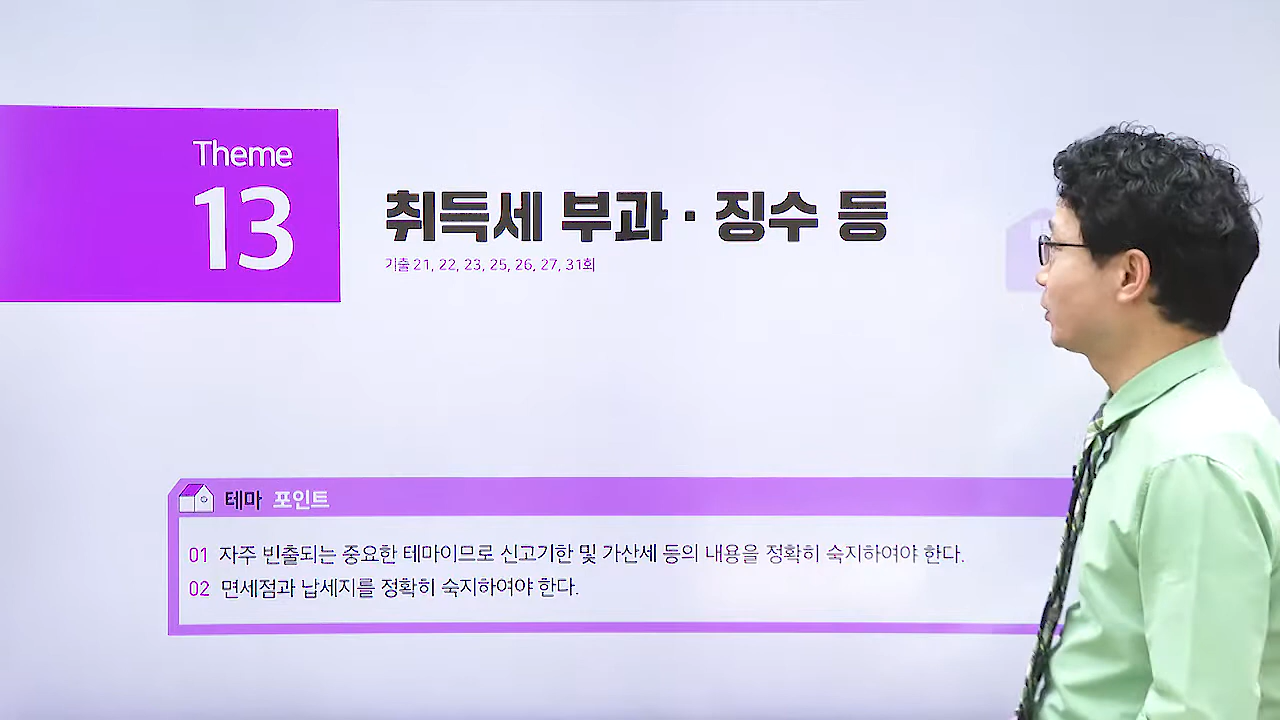 Theme
13
취득세 부과 · 징수 등
기출 21, 22, 23, 25, 26, 27, 31회
테마 포인트
01 자주 빈출되는 중요한 테마이므로 신고기한 및 가산세 등의 내용을 정확히 숙지하여야 한다.
02 면세점과 납세지를 정확히 숙지하여야 한다.